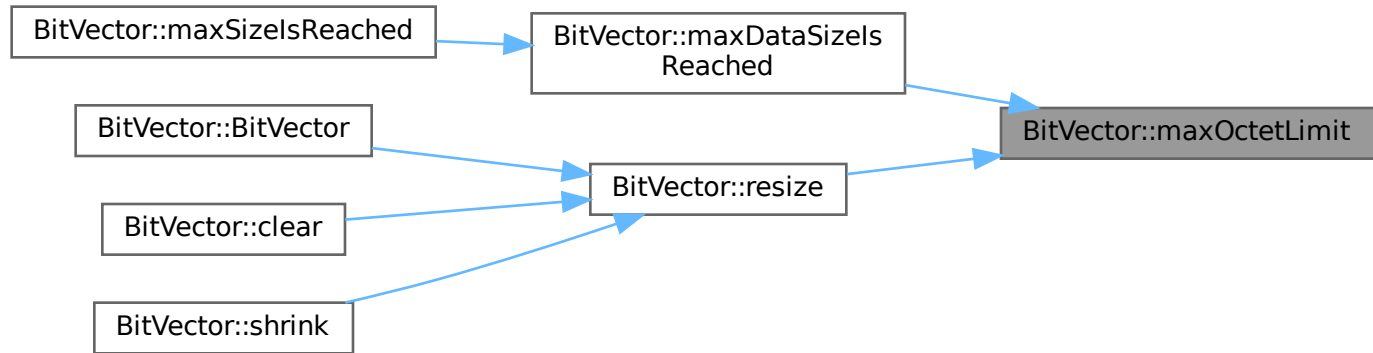 BitVector::maxSizeIsReached
BitVector::maxDataSizeIs
Reached
BitVector::maxOctetLimit
BitVector::BitVector
BitVector::resize
BitVector::clear
BitVector::shrink